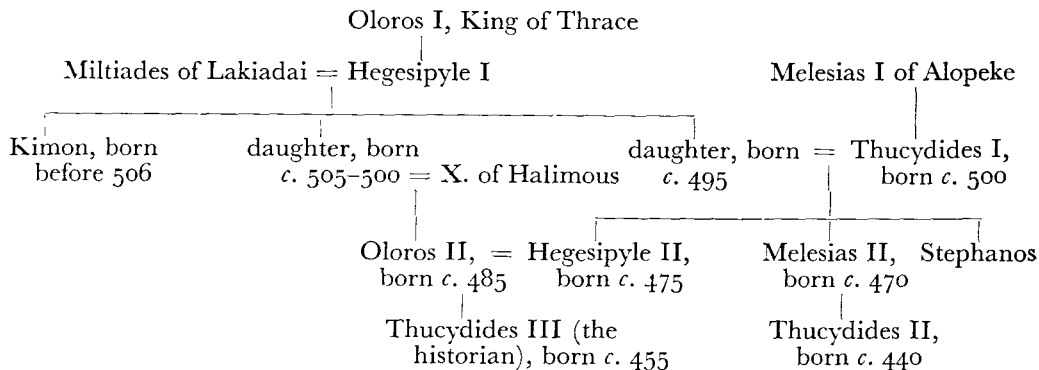 Oloros I, King of Thrace
Miltiades of Lakiadai = Hegesipyle I Melesias I of Alopeke
Kimon, born daughter, born daughter, born = Thucydides I,
before 506 c. 505–500 = X. of Halimous c. 495 born c. 500
Oloros II, = Hegesipyle II, Melesias II, Stephanos
born c. 485 born c. 475 born c. 470
Thucydides III (the Thucydides II,
historian), born c. 455 born c. 440